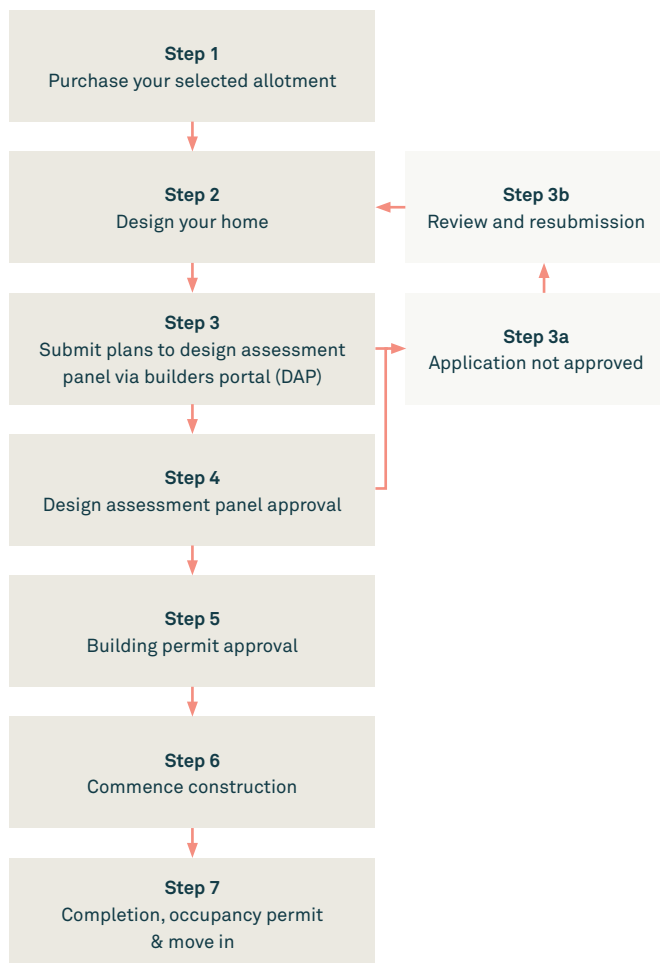 Step 1
Purchase your selected allotment
Step 2
Design your home
Step 3b
Review and resubmission
Step 3
Submit plans to design assessment
panel via builders portal (DAP)
Step 3a
Application not approved
Step 4
Design assessment panel approval
Step 5
Building permit approval
Step 6
Commence construction
Step 7
Completion, occupancy permit
& move in